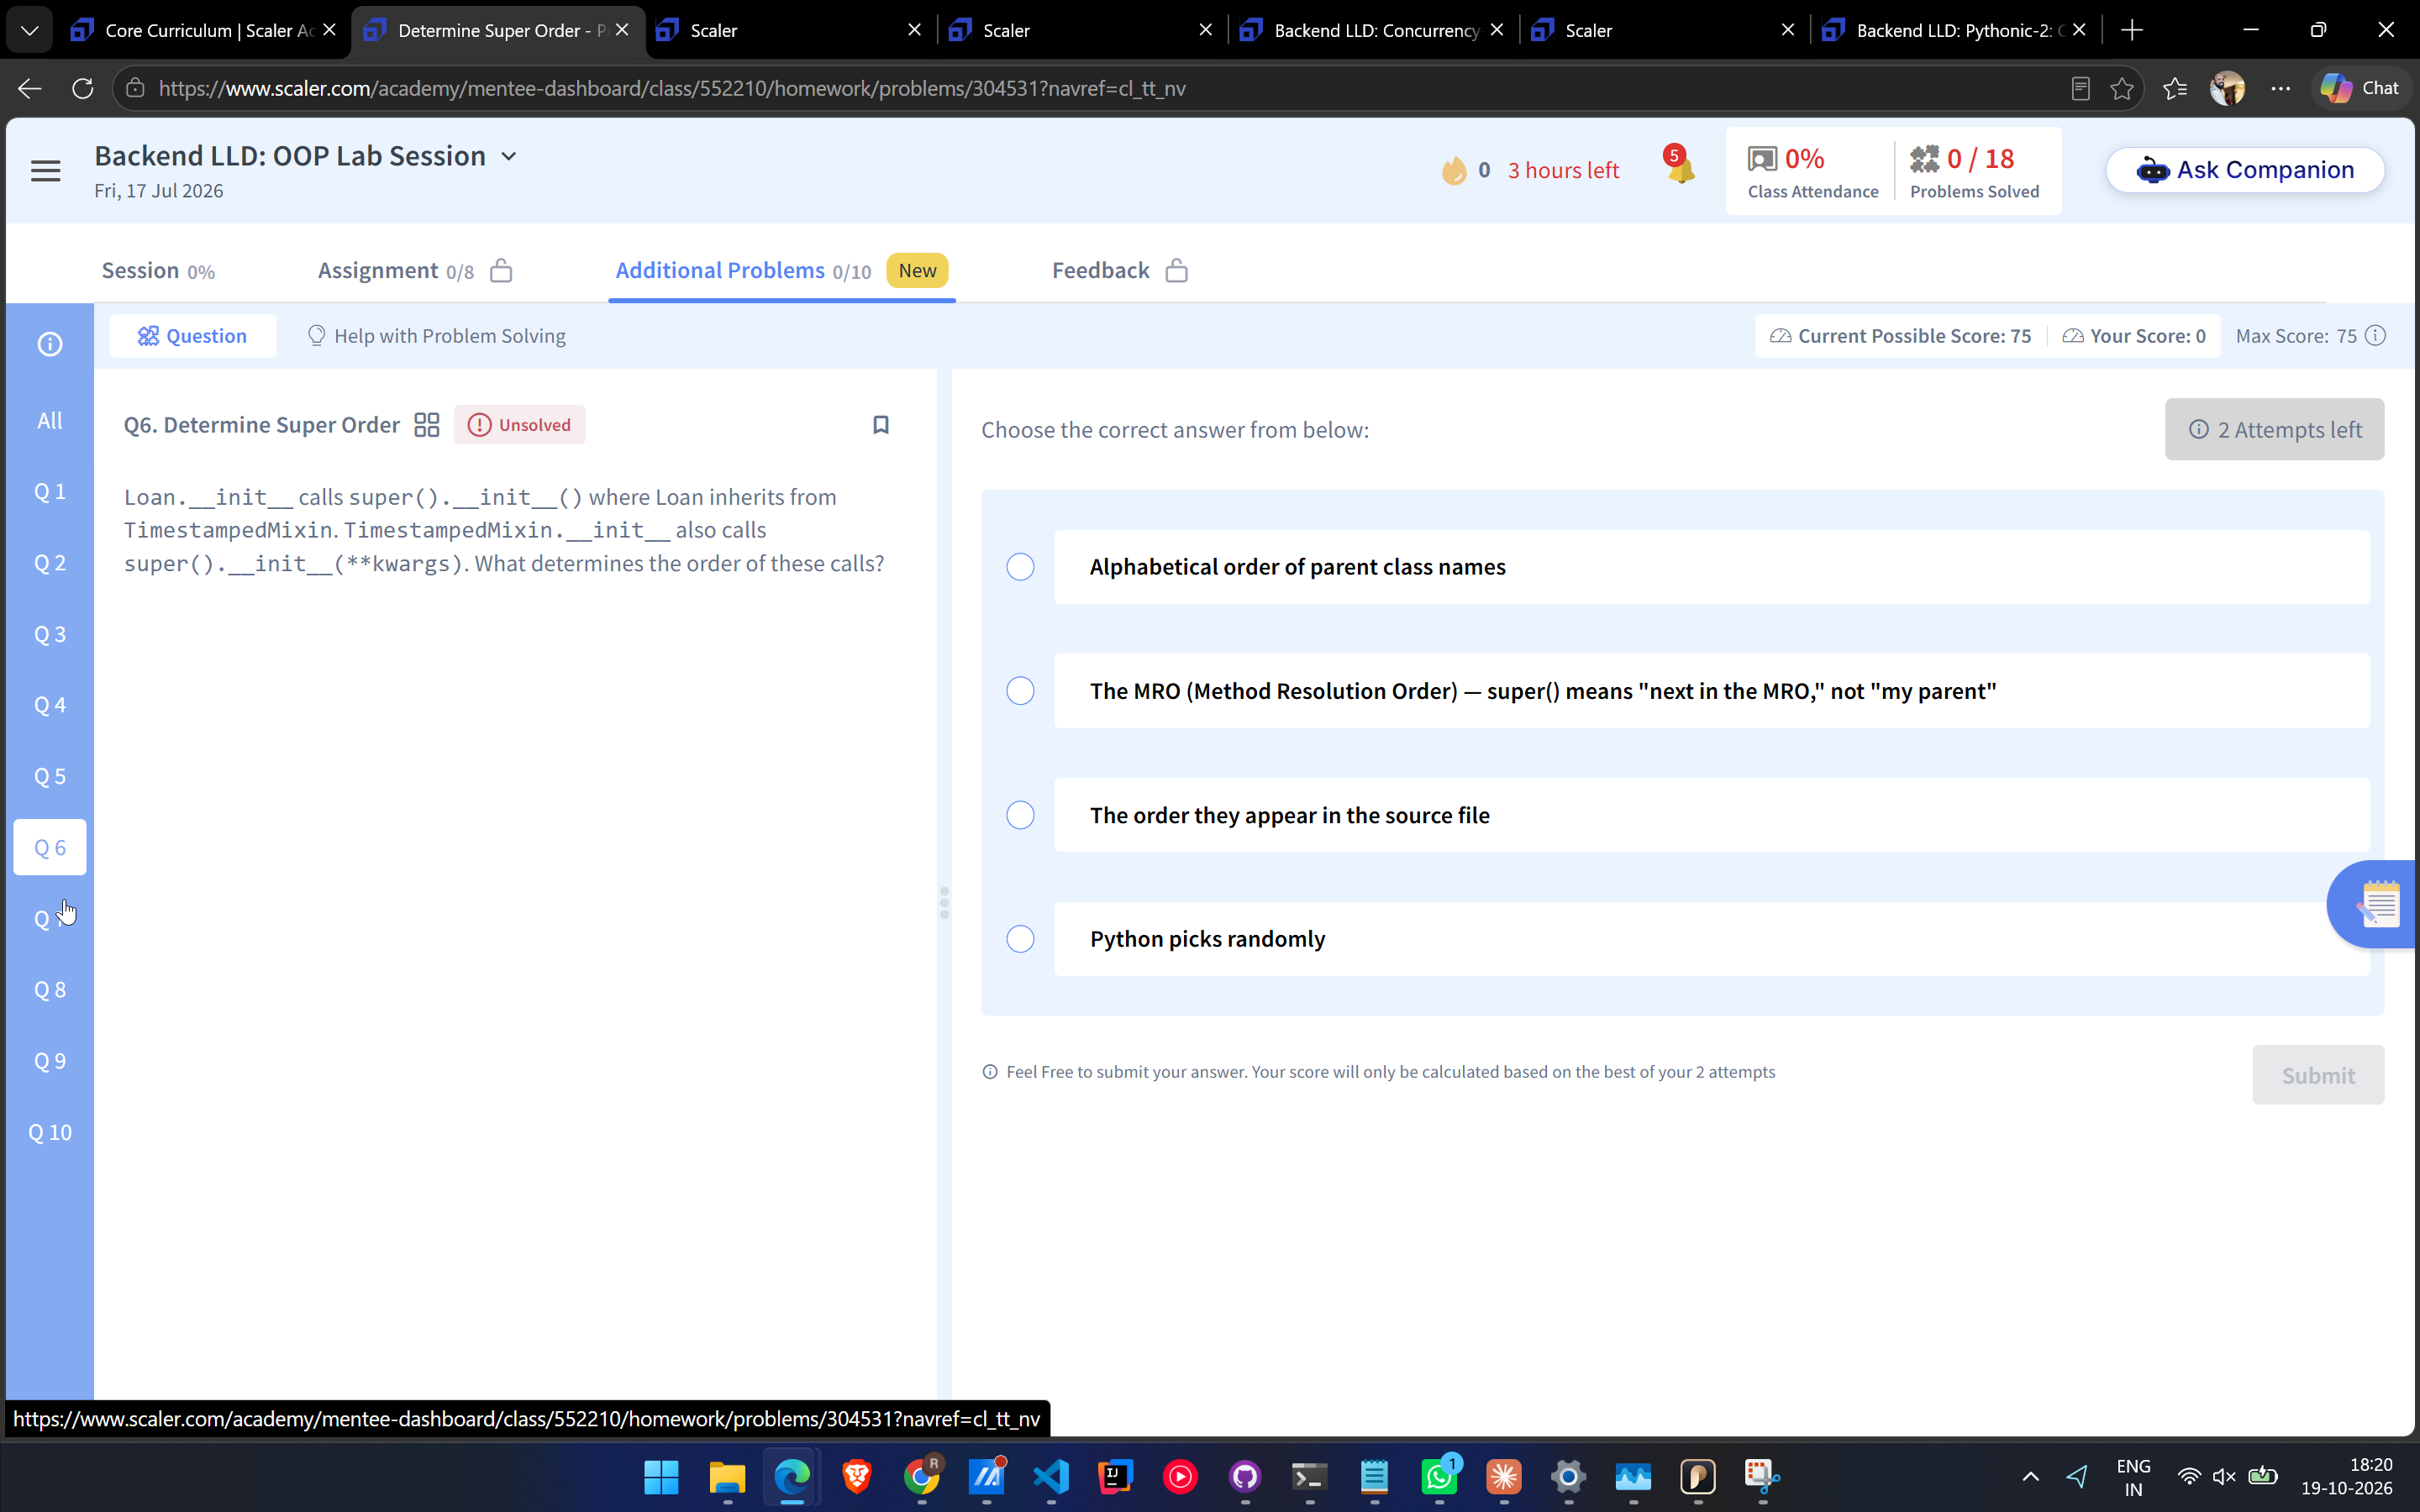 Core Curriculum | Scaler Ac
Determine Super Order - P
Scaler
Scaler
Backend LLD: Concurrency
Scaler
Backend LLD: Pythonic-2: C
https://www.scaler.com/academy/mentee-dashboard/class/552210/homework/problems/304531?navref=cl_tt_nv
Chat
Backend LLD: OOP Lab Session
Fri, 17 Jul 2026
0 3 hours left
5
0%
Class Attendance
0 / 18
Problems Solved
Ask Companion
Session 0%
Assignment 0/8
Additional Problems 0/10 New
Feedback
Question
Help with Problem Solving
Current Possible Score: 75
Your Score: 0
Max Score: 75
All
Q 1
Q 2
Q 3
Q 4
Q 5
Q 6
Q
Q 8
Q 9
Q 10
Q6. Determine Super Order
Unsolved
Loan.__init__ calls super().__init__() where Loan inherits from
TimestampedMixin. TimestampedMixin.__init__ also calls
super().__init__(**kwargs). What determines the order of these calls?
Choose the correct answer from below:
2 Attempts left
Alphabetical order of parent class names
The MRO (Method Resolution Order) — super() means "next in the MRO," not "my parent"
The order they appear in the source file
Python picks randomly
Feel Free to submit your answer. Your score will only be calculated based on the best of your 2 attempts
Submit
https://www.scaler.com/academy/mentee-dashboard/class/552210/homework/problems/304531?navref=cl_tt_nv
R
IJ
1
ENG
IN
18:20
19-10-2026